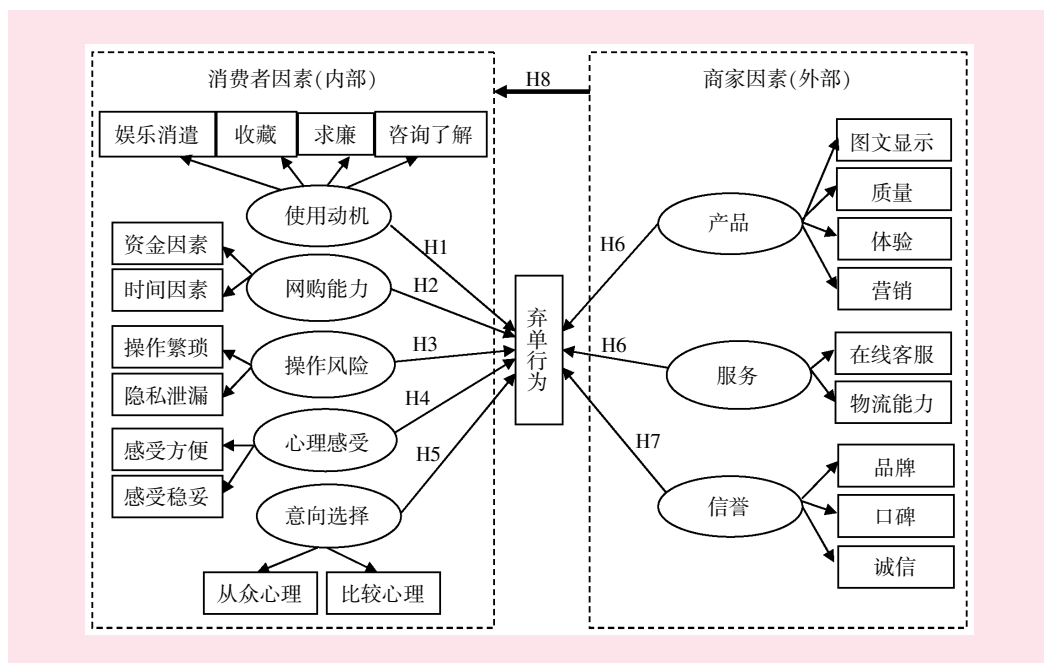 消费者因素(内部)
H8
商家因素(外部)
娱乐消遣
收藏
求廉
咨询了解
使用动机
资金因素
时间因素
网购能力
操作繁琐
隐私泄漏
操作风险
感受方便
感受稳妥
心理感受
意向选择
从众心理
比较心理
H1
H2
H3
H4
H5
弃单行为
H6
H6
H7
产品
图文显示
质量
体验
营销
服务
在线客服
物流能力
信誉
品牌
口碑
诚信